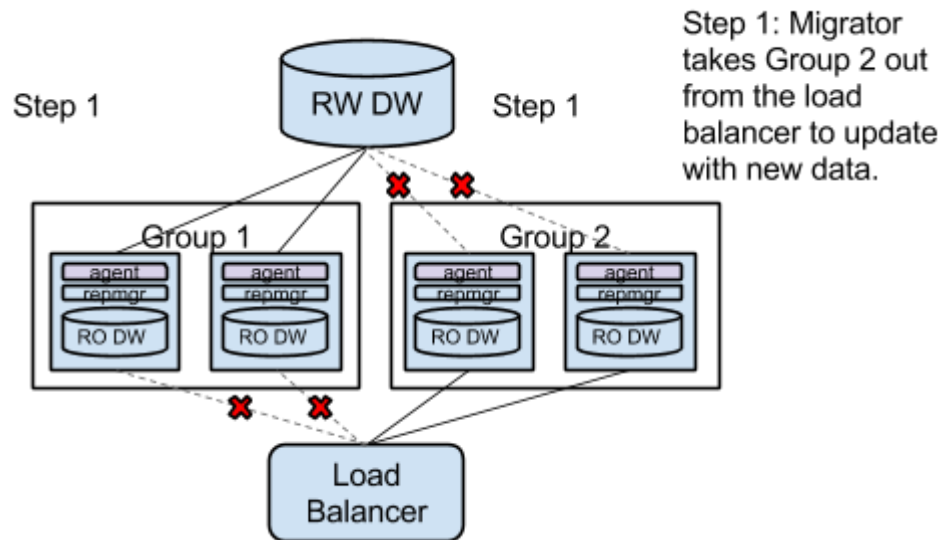 Step 1: Migrator
takes Group 2 out
from the load
balancer to update
with new data.
Step 1
RW DW
Step 1
Group 1
Group 2
agent
agent
agent
agent
repmgr
repmgr
repmgr
repmgr
RO DW
RO DW
RO DW
RO DW
Load
Balancer